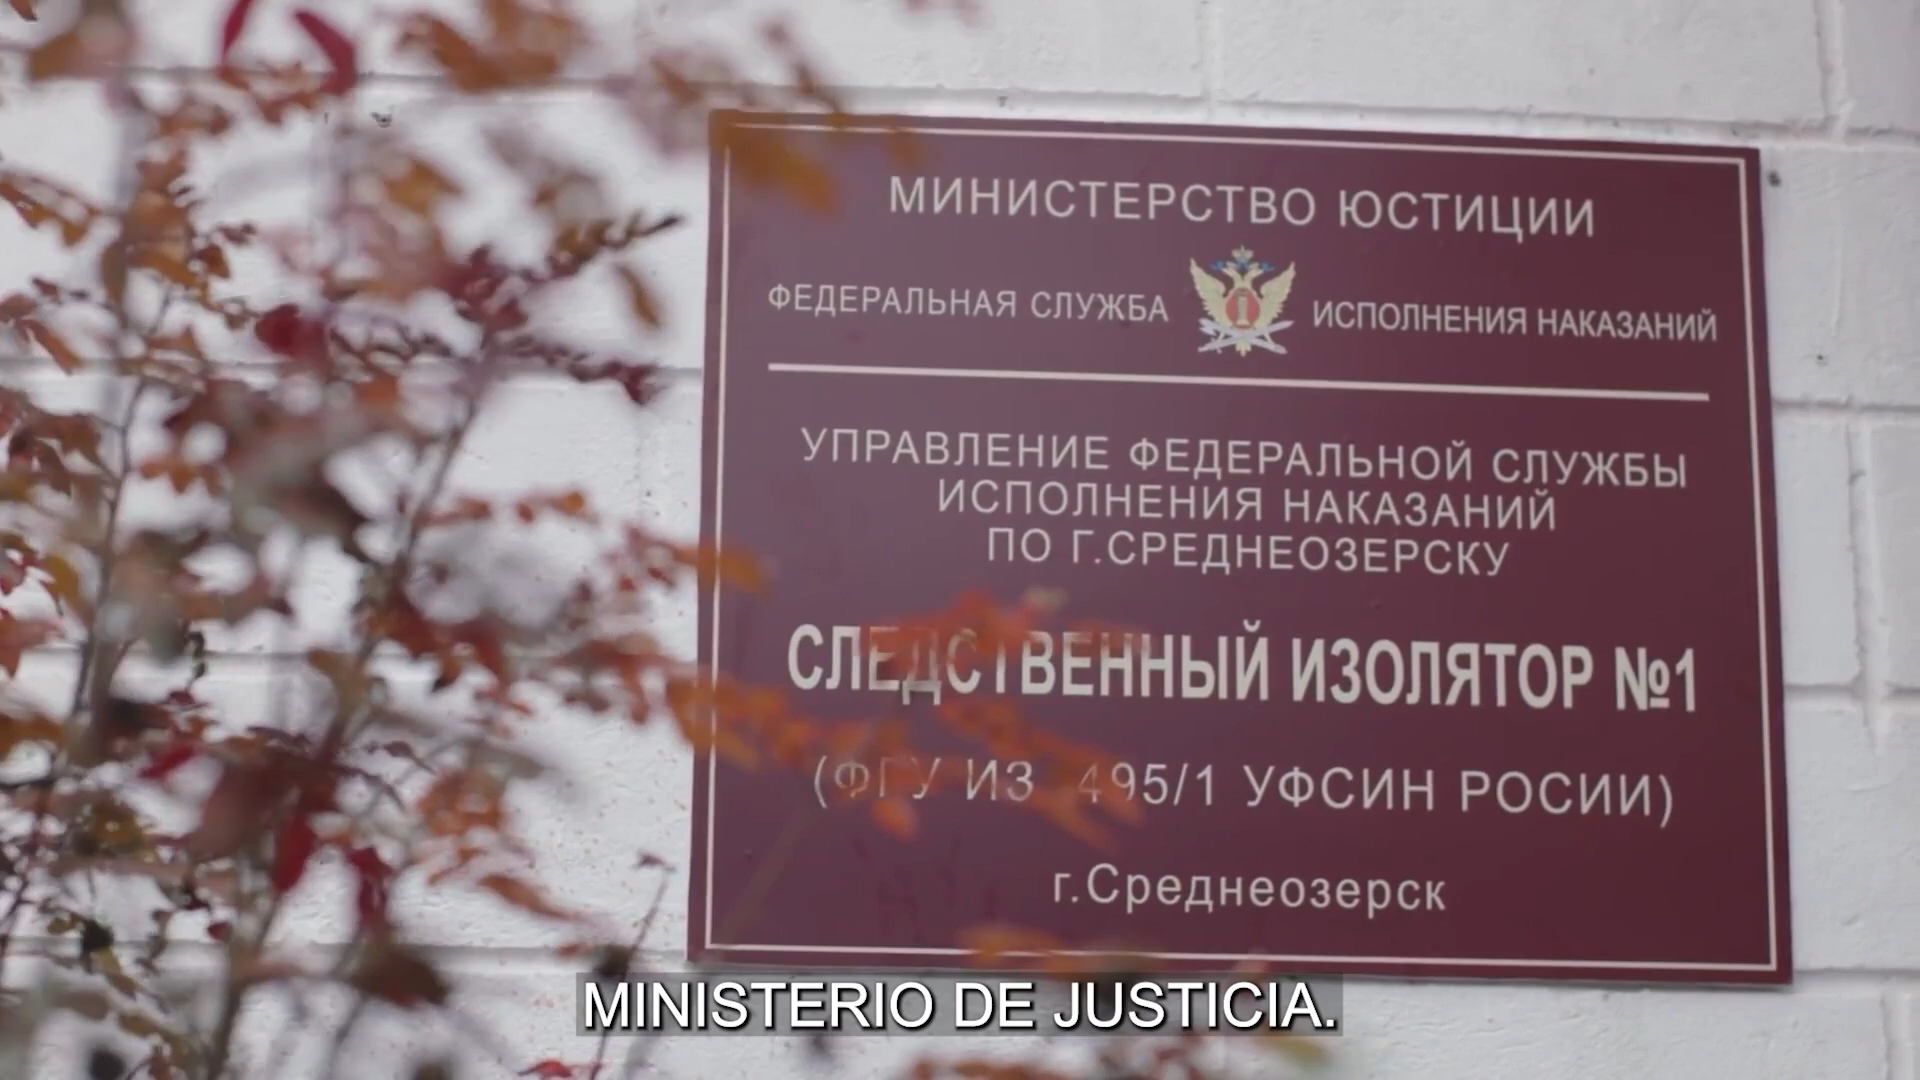 МИНИСТЕРСТВО ЮСТИЦИИ
ФЕДЕРАЛЬНАЯ СЛУЖБА ИСПОЛНЕНИЯ НАКАЗАНИЙ
УПРАВЛЕНИЕ ФЕДЕРАЛЬНОЙ СЛУЖБЫ
ИСПОЛНЕНИЯ НАКАЗАНИЙ
ПО Г.СРЕДНЕОЗЕРСКУ
СЛЕДСТВЕННЫЙ ИЗОЛЯТОР №1
(ФГУ ИЗ 495/1 УФСИН РОСИИ)
г.Среднеозерск
MINISTERIO DE JUSTICIA.